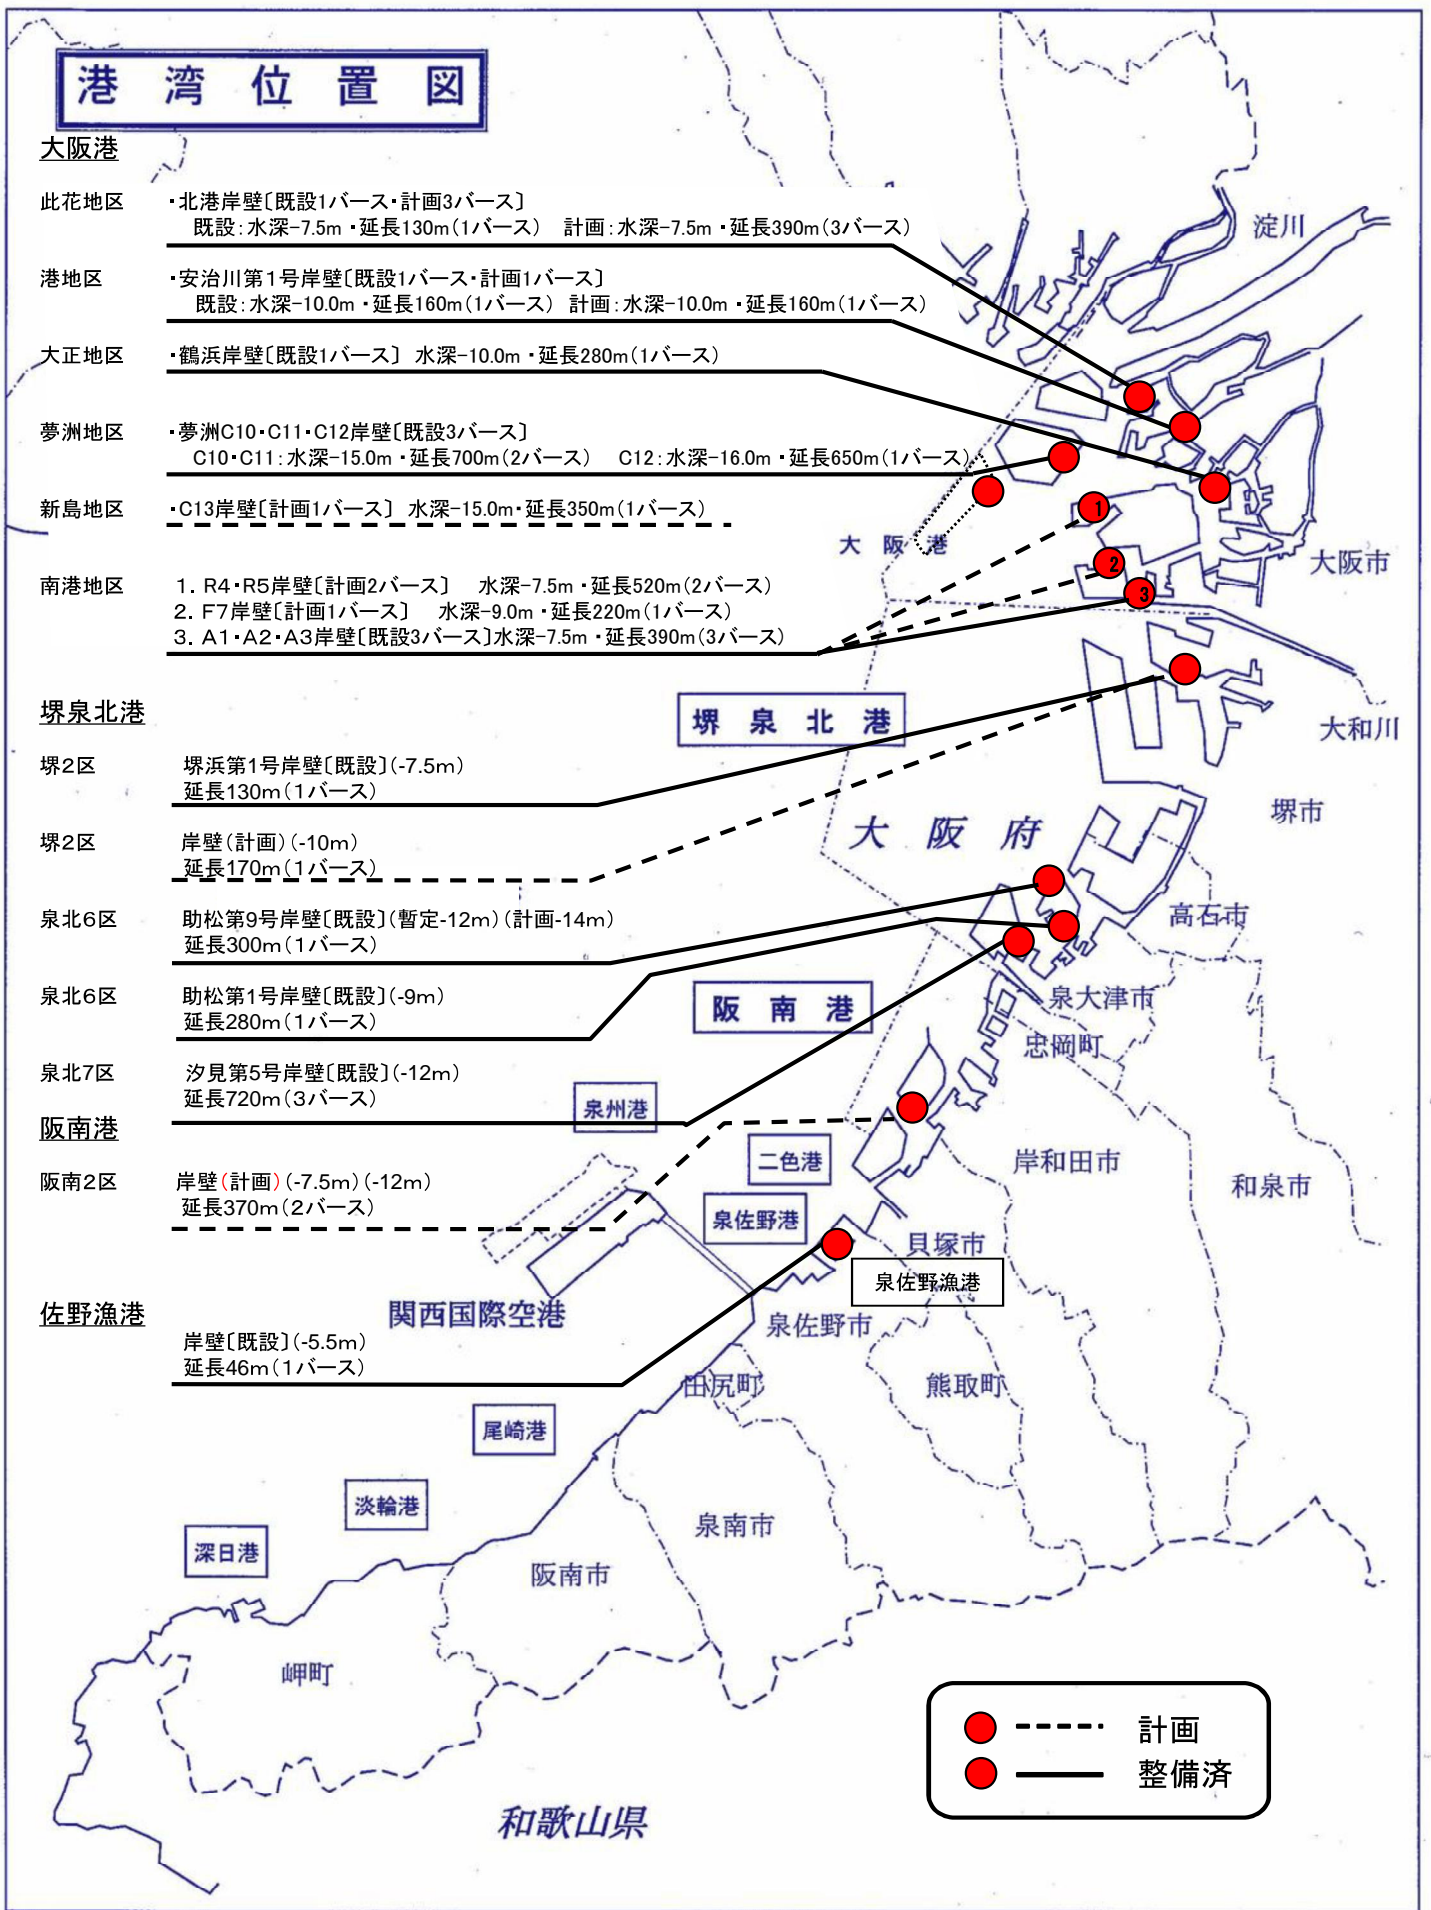 港湾位置図
大阪港
此花地区 ・北港岸壁〔既設1バース・計画3バース〕
既設：水深-7.5m・延長130m（1バース） 計画：水深-7.5m・延長390m（3バース）
港地区 ・安治川第1号岸壁〔既設1バース・計画1バース〕
既設：水深-10.0m・延長160m（1バース） 計画：水深-10.0m・延長160m（1バース）
大正地区 ・鶴浜岸壁〔既設1バース〕 水深-10.0m・延長280m（1バース）
夢洲地区 ・夢洲C10・C11・C12岸壁〔既設3バース〕
C10・C11：水深-15.0m・延長700m（2バース） C12：水深-16.0m・延長650m（1バース）
新島地区 ・C13岸壁〔計画1バース〕 水深-15.0m・延長350m（1バース）
南港地区 1．R4・R5岸壁〔計画2バース〕 水深-7.5m・延長520m（2バース）
2．F7岸壁〔計画1バース〕 水深-9.0m・延長220m（1バース）
3．A1・A2・A3岸壁〔既設3バース〕水深-7.5m・延長390m（3バース）
堺泉北港
堺2区 堺浜第1号岸壁〔既設〕（-7.5m）
延長130m（1バース）
堺2区 岸壁（計画）（-10m）
延長170m（1バース）
泉北6区 助松第9号岸壁〔既設〕（暫定-12m）（計画-14m）
延長300m（1バース）
泉北6区 助松第1号岸壁〔既設〕（-9m）
延長280m（1バース）
泉北7区 汐見第5号岸壁〔既設〕（-12m）
延長720m（3バース）
阪南港
阪南2区 岸壁（計画）（-7.5m）（-12m）
延長370m（2バース）
佐野漁港
岸壁〔既設〕（-5.5m）
延長46m（1バース）
淀川
1
大阪港
2
大阪市
3
堺泉北港
大和川
堺市
大阪府
高石市
阪南港
泉大津市
忠岡町
泉州港
二色港
岸和田市
和泉市
泉佐野港
貝塚市
泉佐野漁港
関西国際空港
泉佐野市
田尻町
熊取町
尾崎港
淡輪港
泉南市
深日港
阪南市
岬町
計画
整備済
和歌山県